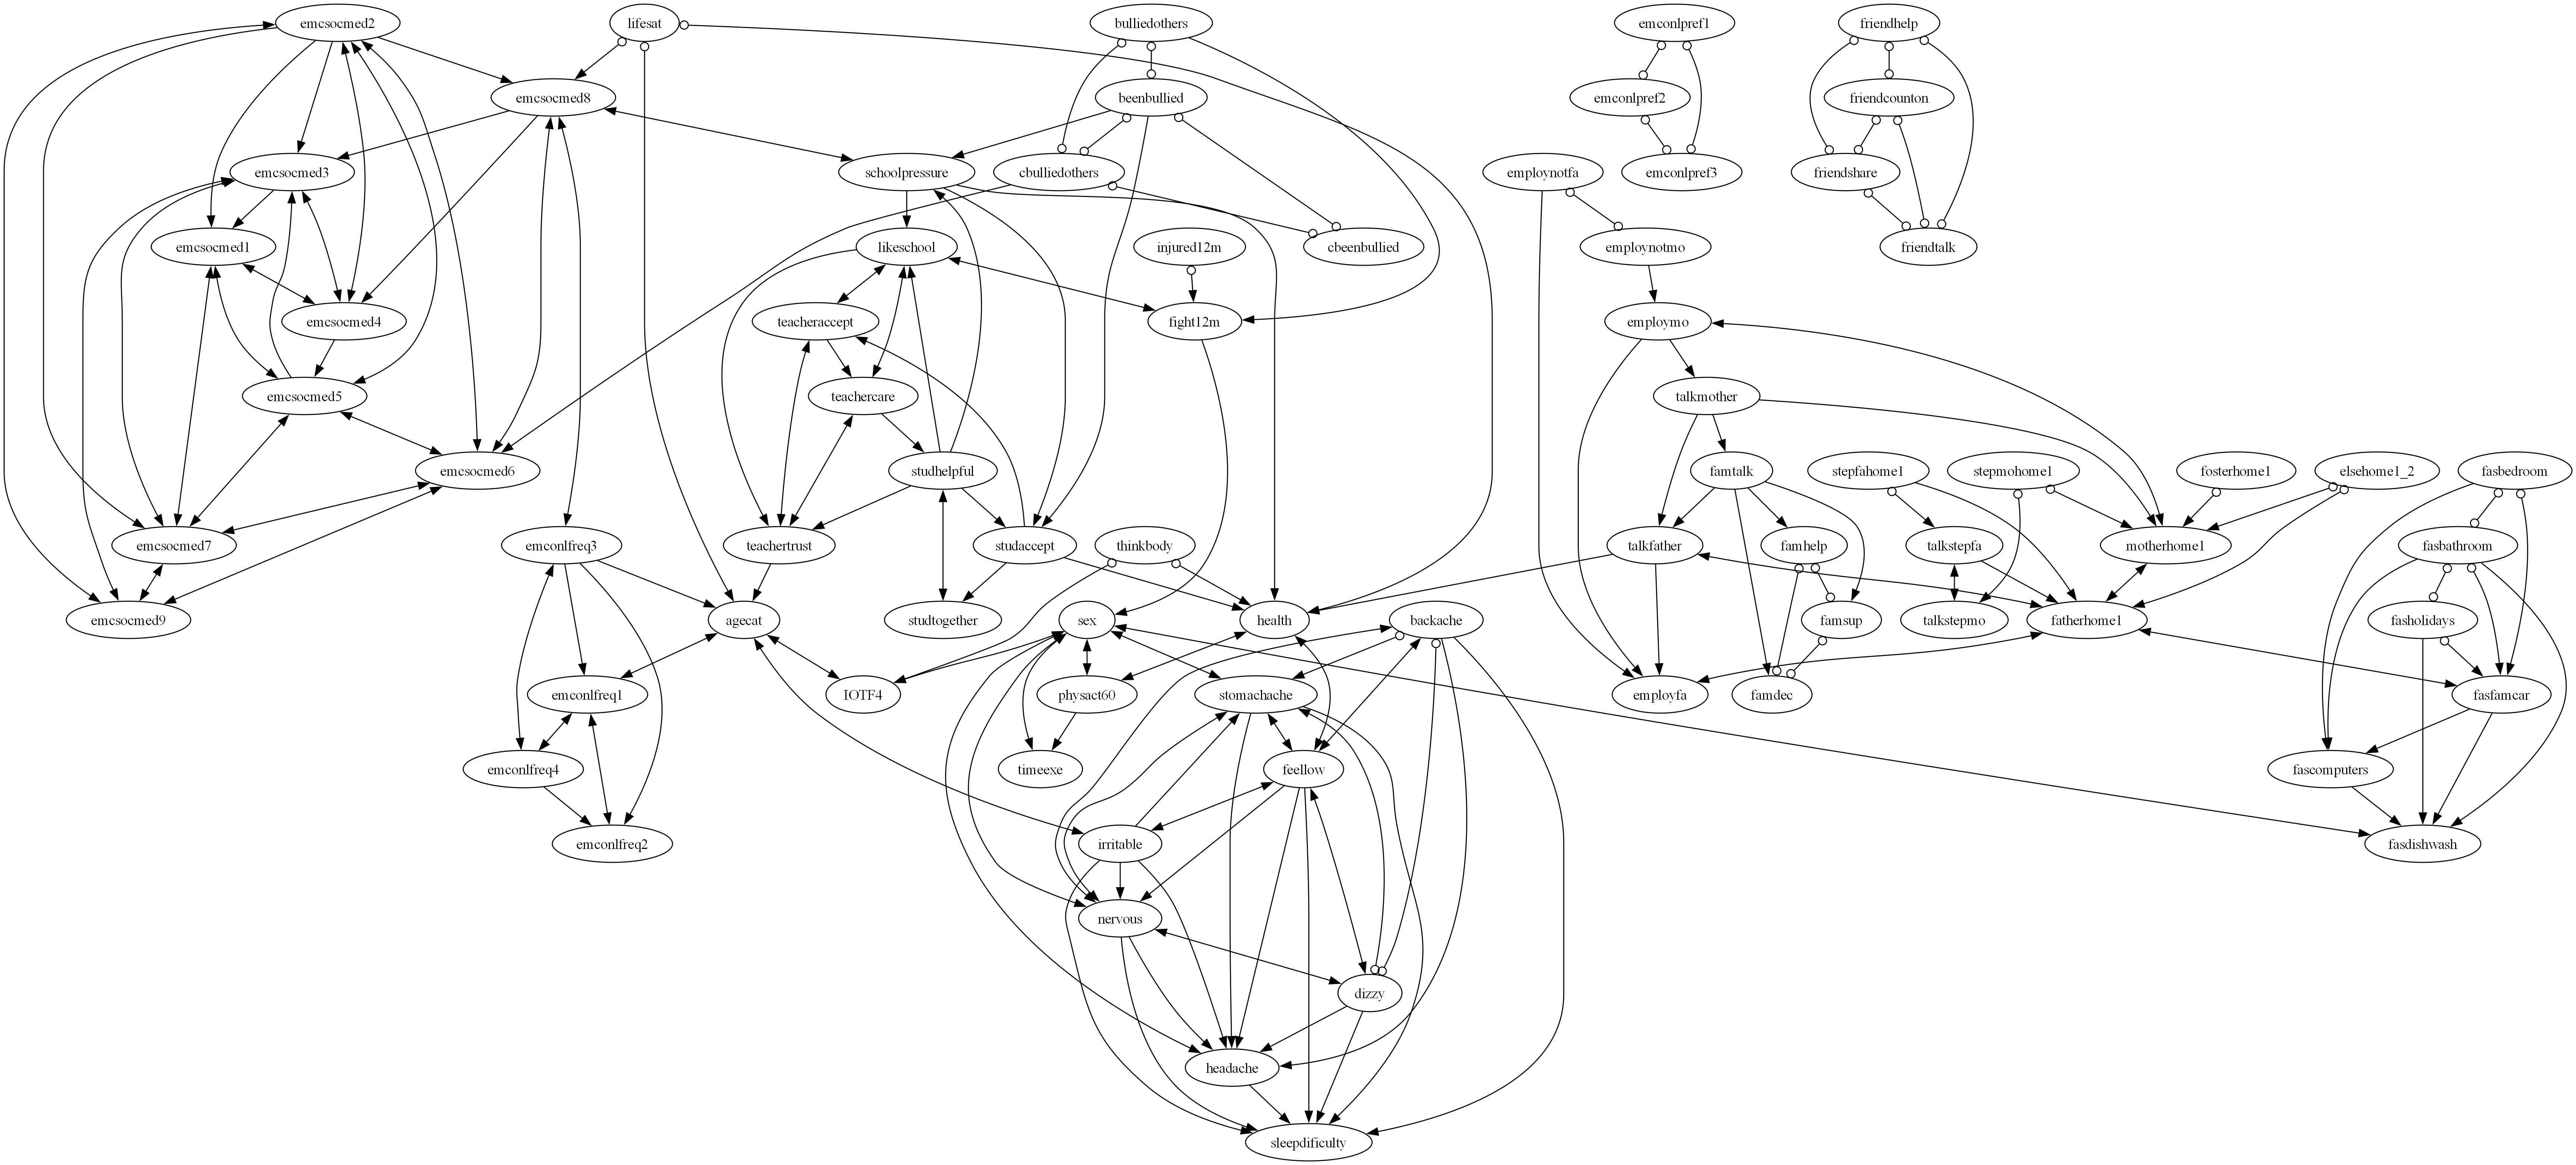 emcsocmed2
lifesat
bulliedothers
emconlpref1
friendhelp
emcsocmed8
beenbullied
emconlpref2
friendcounton
emcsocmed3
schoolpressure
cbulliedothers
employnotfa
emconlpref3
friendshare
emcsocmed1
likeschool
injured12m
cbeenbullied
employnotmo
friendtalk
emcsocmed4
teacheraccept
fight12m
employmo
emcsocmed5
teachercare
talkmother
emcsocmed6
studhelpful
famtalk
stepfahome1
stepmohome1
fosterhome1
elsehome1_2
fasbedroom
emcsocmed7
emconlfreq3
teachertrust
studaccept
thinkbody
talkfather
famhelp
talkstepfa
motherhome1
fasbathroom
emcsocmed9
agecat
studtogether
sex
health
backache
famsup
talkstepmo
fatherhome1
fasholidays
emconlfreq1
IOTF4
physact60
stomachache
employfa
famdec
fasfamcar
emconlfreq4
timeexe
feellow
fascomputers
emconlfreq2
irritable
fasdishwash
nervous
dizzy
headache
sleepdificulty